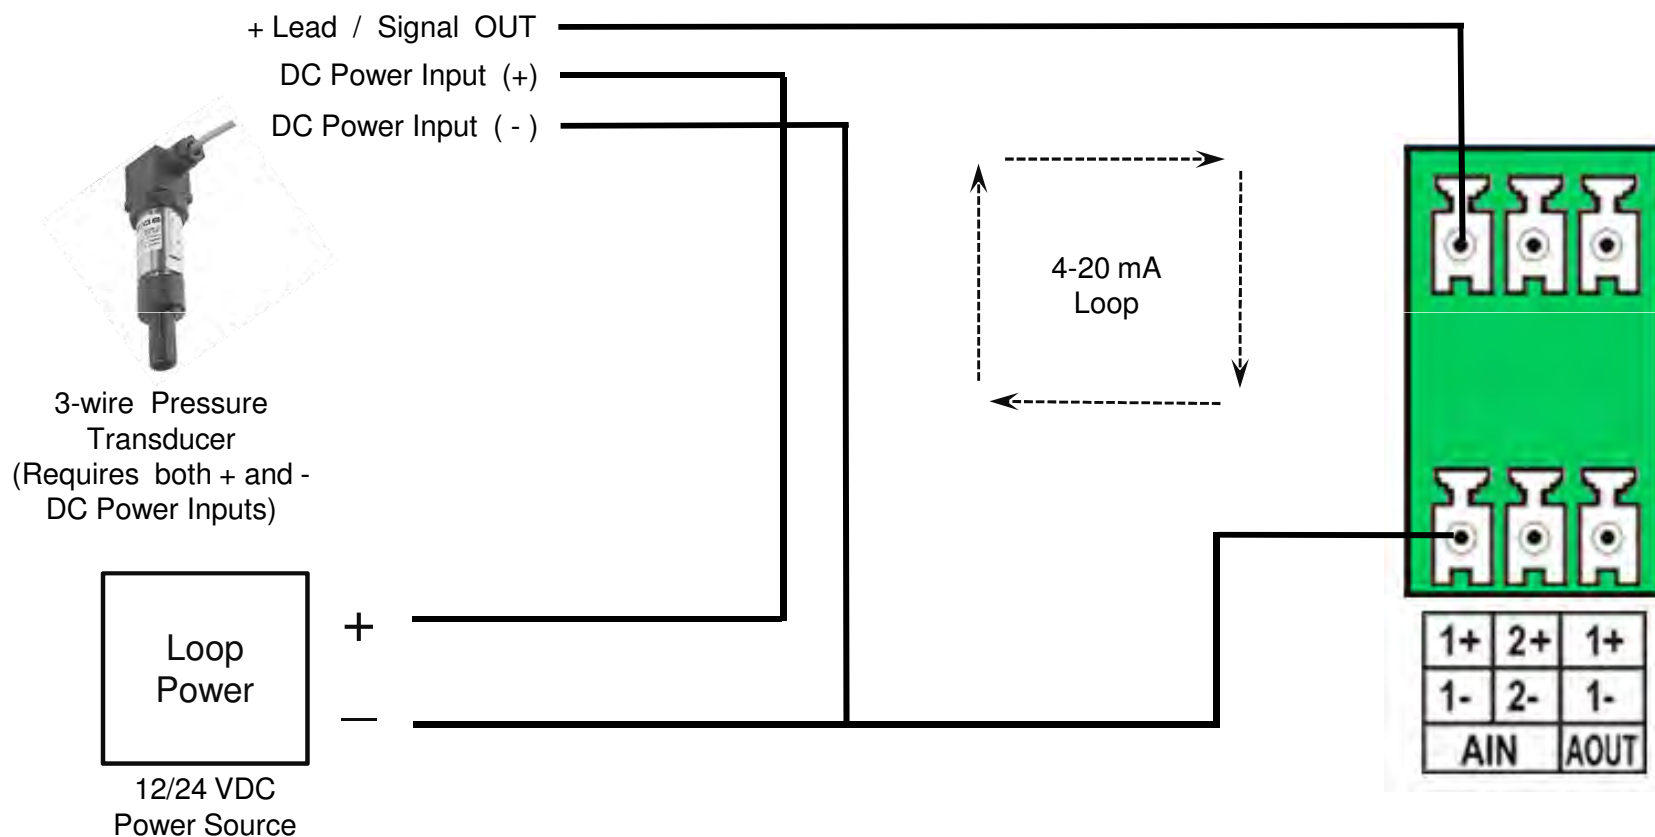 + Lead / Signal OUT
DC Power Input (+)
DC Power Input ( - )
4-20 mA
Loop
3-wire Pressure
Transducer
(Requires both + and -
DC Power Inputs)
Loop
Power
+
−
12/24 VDC
Power Source
1+ 2+ 1+
1- 2- 1-
AIN AOUT